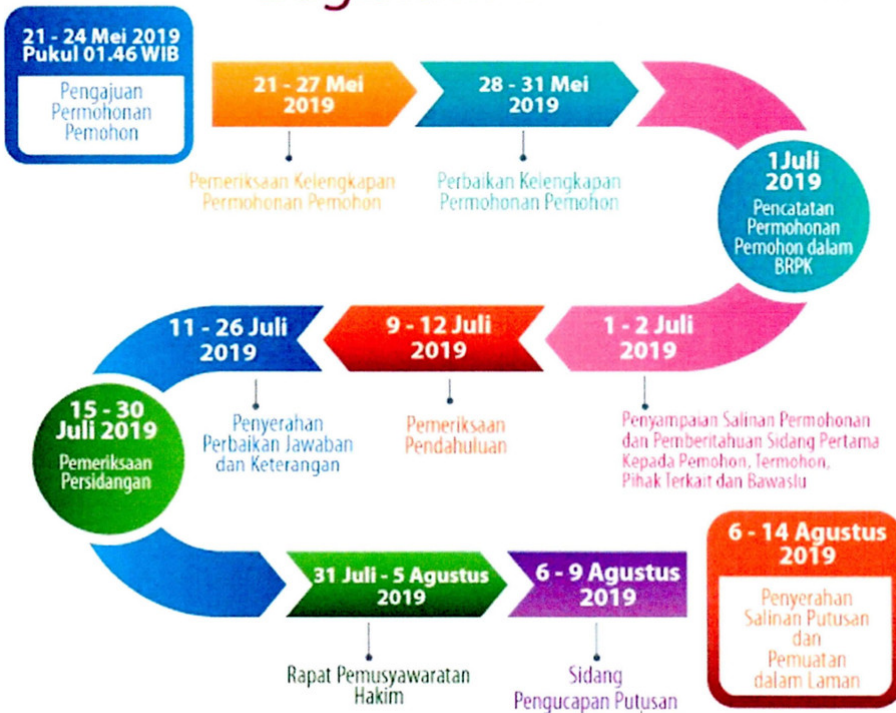 21 - 24 Mei 2019
Pukul 01.46 WIB
Pengajuan
Permohonan
Pemohon
21 - 27 Mei
2019
Pemeriksaan Kelengkapan
Permohonan Pemohon
28 - 31 Mei
2019
Perbaikan Kelengkapan
Permohonan Pemohon
1 Juli
2019
Pencatatan
Permohonan
Pemohon dalam
BRPK
1 - 2 Juli
2019
Penyampaian Salinan Permohonan
dan Pemberitahuan Sidang Pertama
Kepada Pemohon, Termohon,
Pihak Terkait dan Bawaslu
9 - 12 Juli
2019
Pemeriksaan
Pendahuluan
11 - 26 Juli
2019
Penyerahan
Perbaikan Jawaban
dan Keterangan
15 - 30
Juli 2019
Pemeriksaan
Persidangan
31 Juli - 5 Agustus
2019
Rapat Pemusyawaratan
Hakim
6 - 9 Agustus
2019
Sidang
Pengucapan Putusan
6 - 14 Agustus
2019
Penyerahan
Salinan Putusan
dan
Pemuatan
dalam Laman